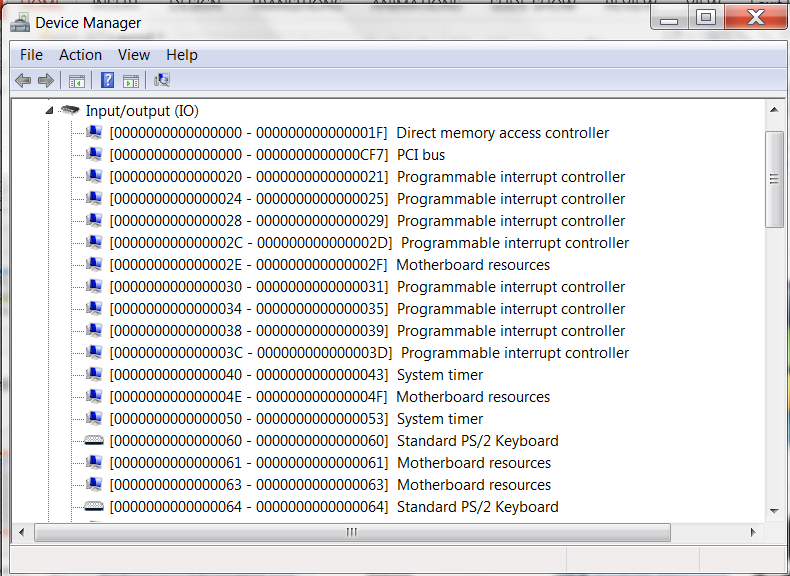 Device Manager
File Action View Help
Input/output (IO)
[0000000000000000 - 000000000000001F] Direct memory access controller
[0000000000000000 - 0000000000000CF7] PCI bus
[0000000000000020 - 0000000000000021] Programmable interrupt controller
[0000000000000024 - 0000000000000025] Programmable interrupt controller
[0000000000000028 - 0000000000000029] Programmable interrupt controller
[000000000000002C - 000000000000002D] Programmable interrupt controller
[000000000000002E - 000000000000002F] Motherboard resources
[0000000000000030 - 0000000000000031] Programmable interrupt controller
[0000000000000034 - 0000000000000035] Programmable interrupt controller
[0000000000000038 - 0000000000000039] Programmable interrupt controller
[000000000000003C - 000000000000003D] Programmable interrupt controller
[0000000000000040 - 0000000000000043] System timer
[000000000000004E - 000000000000004F] Motherboard resources
[0000000000000050 - 0000000000000053] System timer
[0000000000000060 - 0000000000000060] Standard PS/2 Keyboard
[0000000000000061 - 0000000000000061] Motherboard resources
[0000000000000063 - 0000000000000063] Motherboard resources
[0000000000000064 - 0000000000000064] Standard PS/2 Keyboard